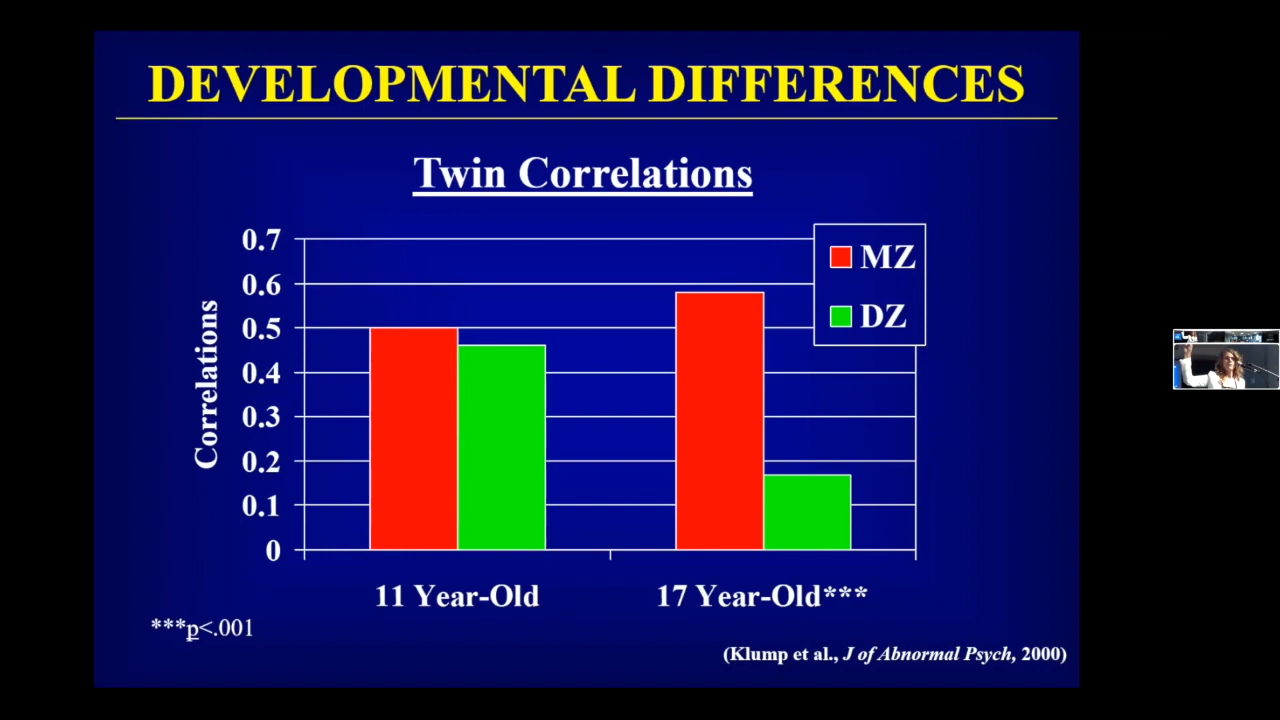 DEVELOPMENTAL DIFFERENCES
Twin Correlations
Correlations
0.7
0.6
0.5
0.4
0.3
0.2
0.1
0
MZ
DZ
11 Year-Old
17 Year-Old***
***p<.001
(Klump et al., J of Abnormal Psych, 2000)